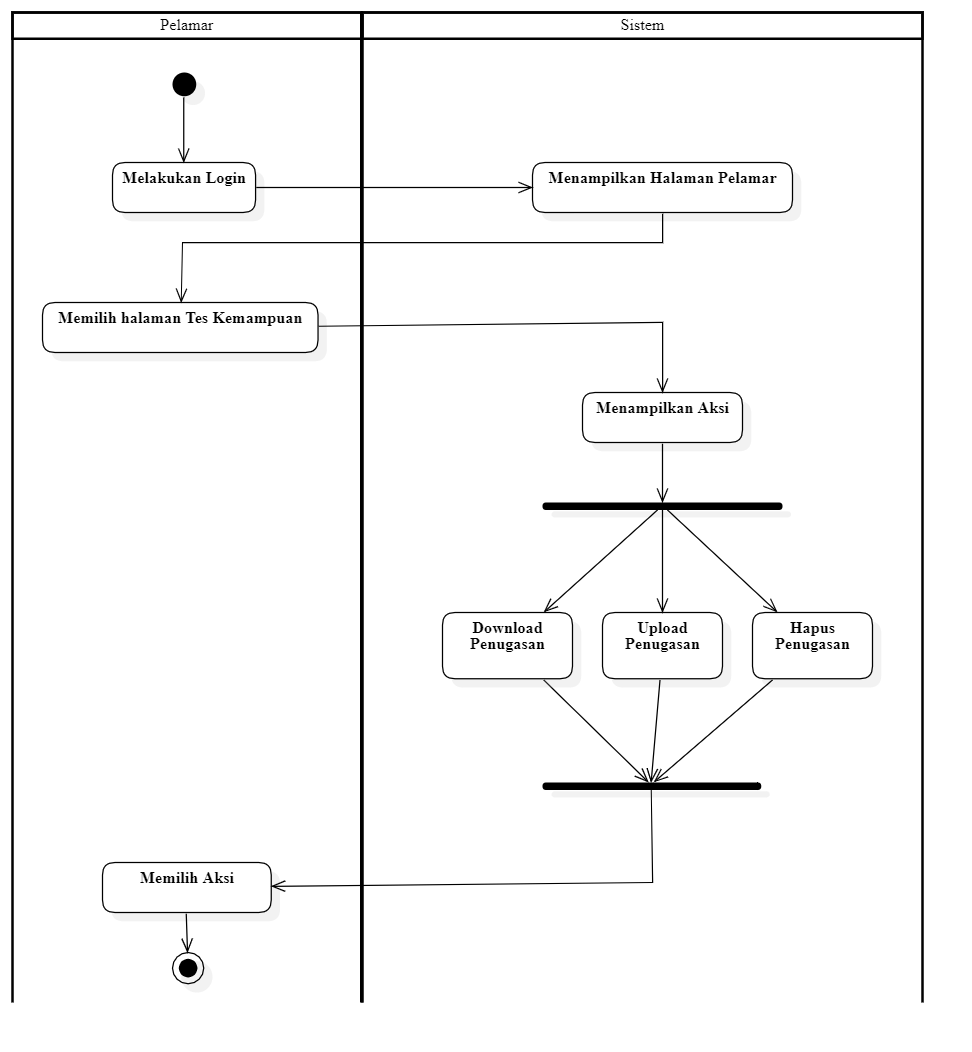 Pelamar
Sistem
Melakukan Login
Menampilkan Halaman Pelamar
Memilih halaman Tes Kemampuan
Menampilkan Aksi
Download
Penugasan
Upload
Penugasan
Hapus
Penugasan
Memilih Aksi